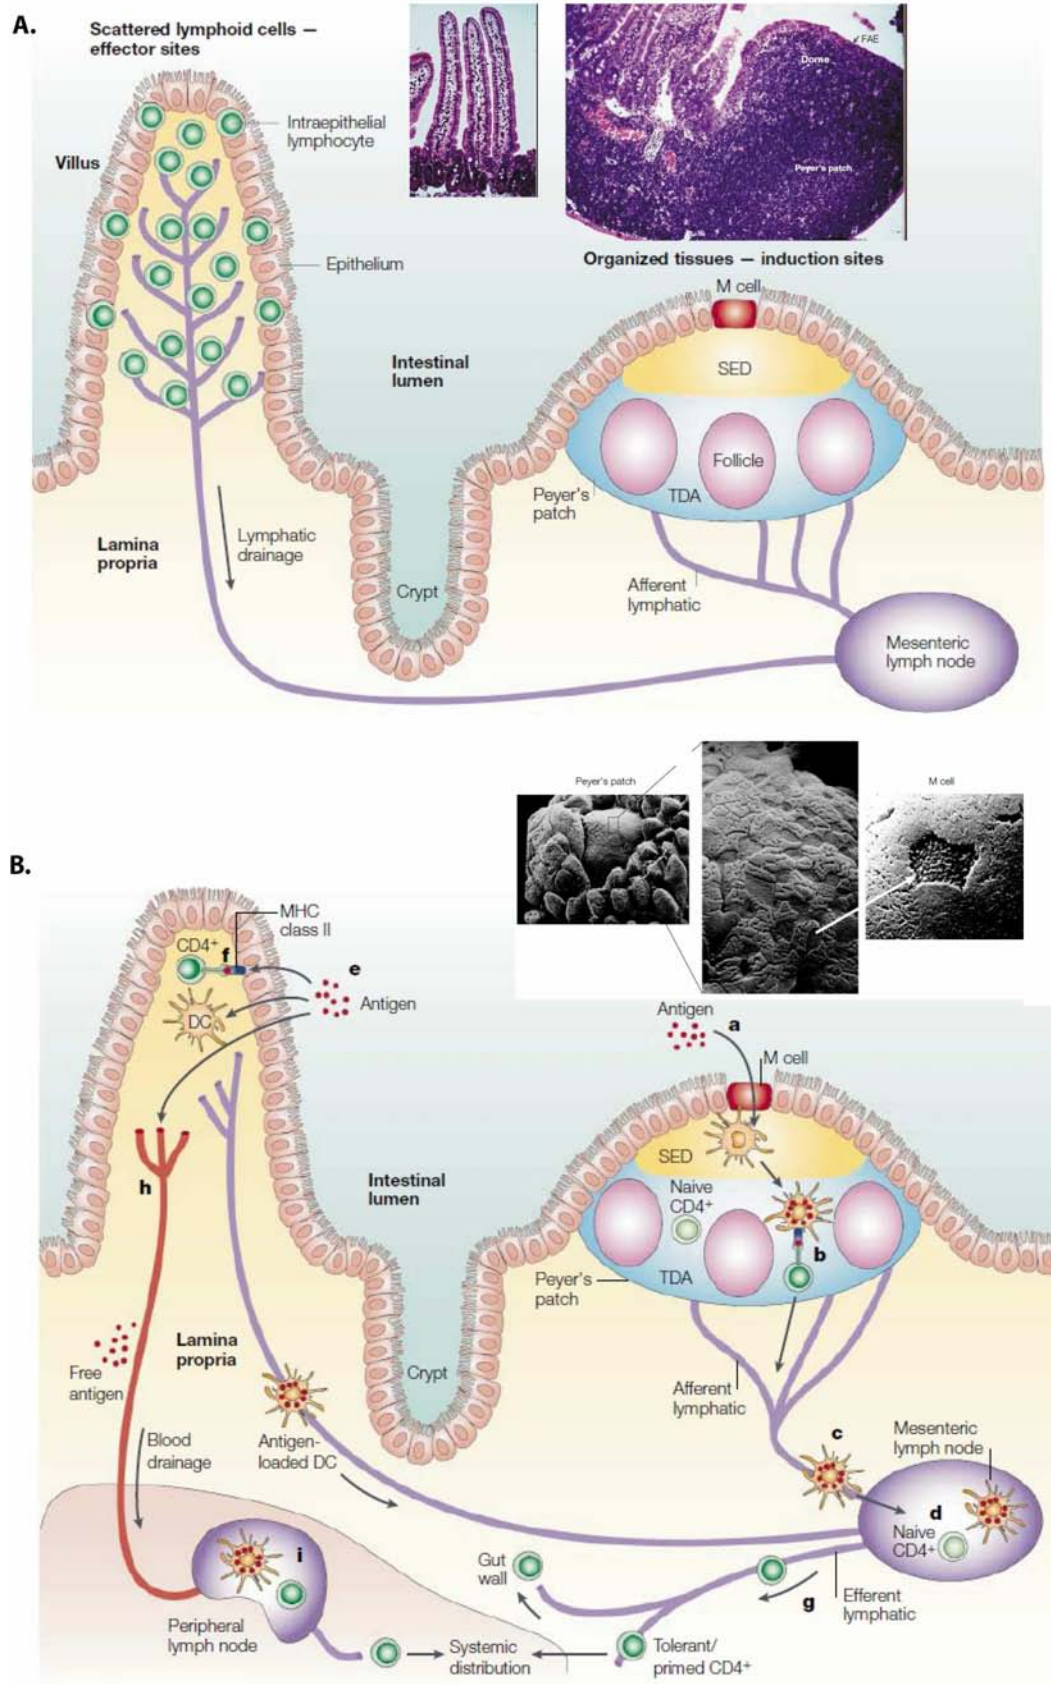 A.
Scattered lymphoid cells —
effector sites
Intraepithelial
lymphocyte
Villus
Epithelium
FAE
Dome
Peyer's patch
Organized tissues — induction sites
M cell
Intestinal
lumen
SED
Follicle
Peyer's
patch
TDA
Lymphatic
drainage
Lamina
propria
Crypt
Afferent
lymphatic
Mesenteric
lymph node
Peyer's patch
M cell
B.
MHC
class II
CD4+
f
e
Antigen
DC
h
Antigen
a
M cell
SED
Naive
CD4+
b
Intestinal
lumen
Peyer's
patch
TDA
Lamina
propria
Free
antigen
Crypt
Afferent
lymphatic
Blood
drainage
Antigen-
loaded DC
c
Mesenteric
lymph node
d
Naive
CD4+
i
Gut
wall
g
Efferent
lymphatic
Peripheral
lymph node
Systemic
distribution
Tolerant/
primed CD4+